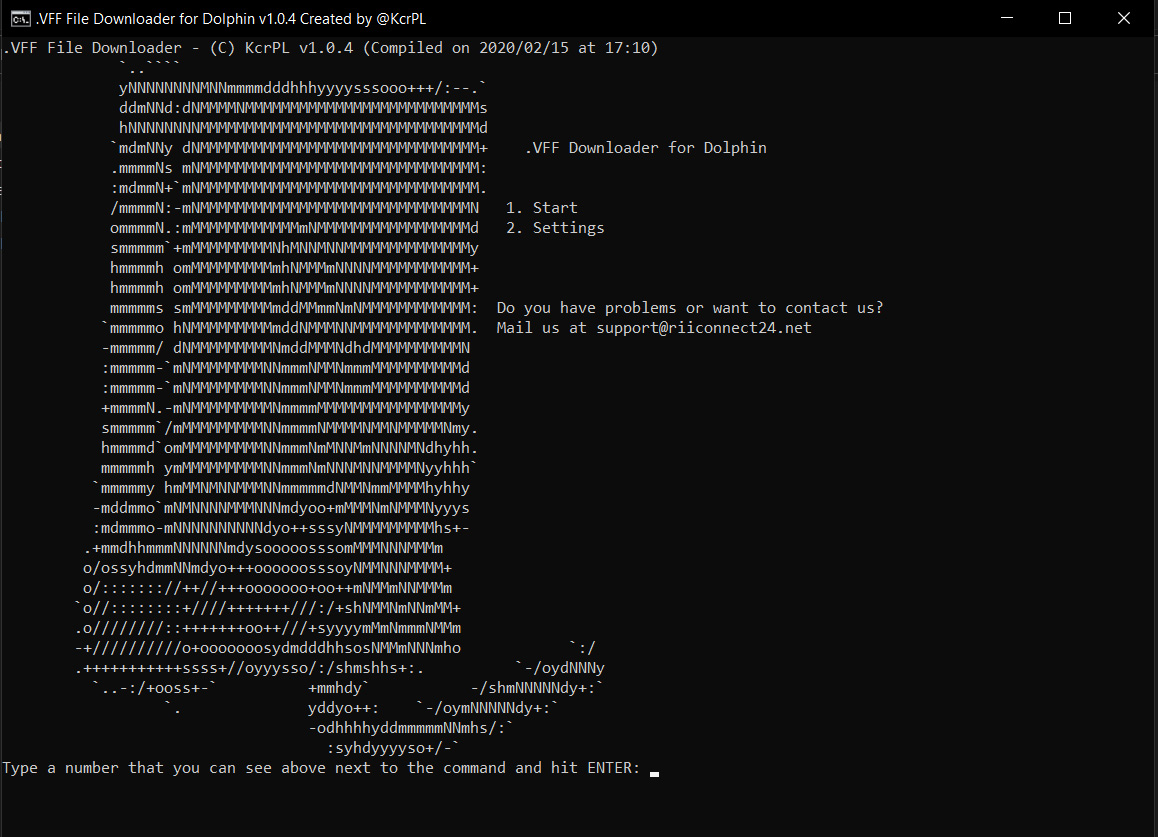 .VFF File Downloader for Dolphin v1.0.4 Created by @KcrPL
.VFF File Downloader - (C) KcrPL v1.0.4 (Compiled on 2020/02/15 at 17:10)
.VFF Downloader for Dolphin
1. Start
2. Settings
Do you have problems or want to contact us?
Mail us at support@riiconnect24.net
Type a number that you can see above next to the command and hit ENTER: